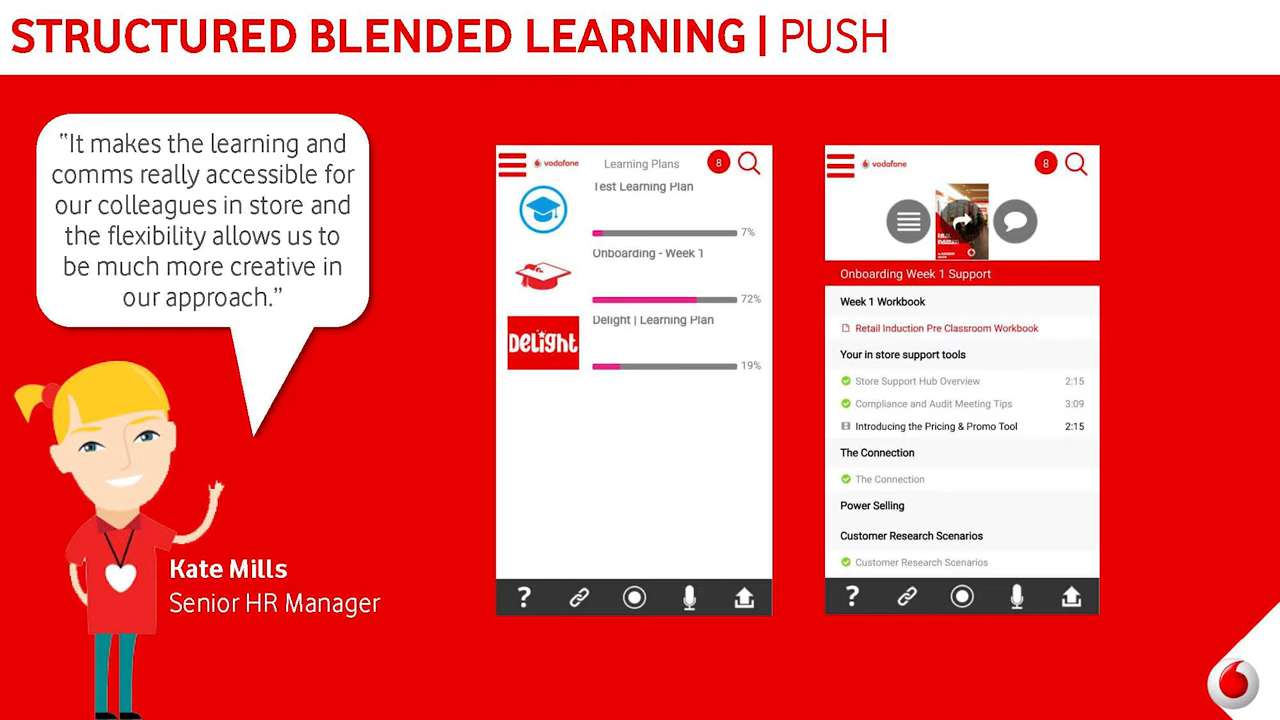 STRUCTURED BLENDED LEARNING | PUSH
“It makes the learning and
comms really accessible for
our colleagues in store and
the flexibility allows us to
be much more creative in
our approach.”
Kate Mills
Senior HR Manager
vodafone
Learning Plans
8
Test Learning Plan
7%
Onboarding - Week 1
72%
Delight
Delight | Learning Plan
19%
?
vodafone
8
Onboarding Week 1 Support
Week 1 Workbook
Retail Induction Pre Classroom Workbook
Your in store support tools
Store Support Hub Overview 2:15
Compliance and Audit Meeting Tips 3:09
Introducing the Pricing & Promo Tool 2:15
The Connection
The Connection
Power Selling
Customer Research Scenarios
Customer Research Scenarios
?